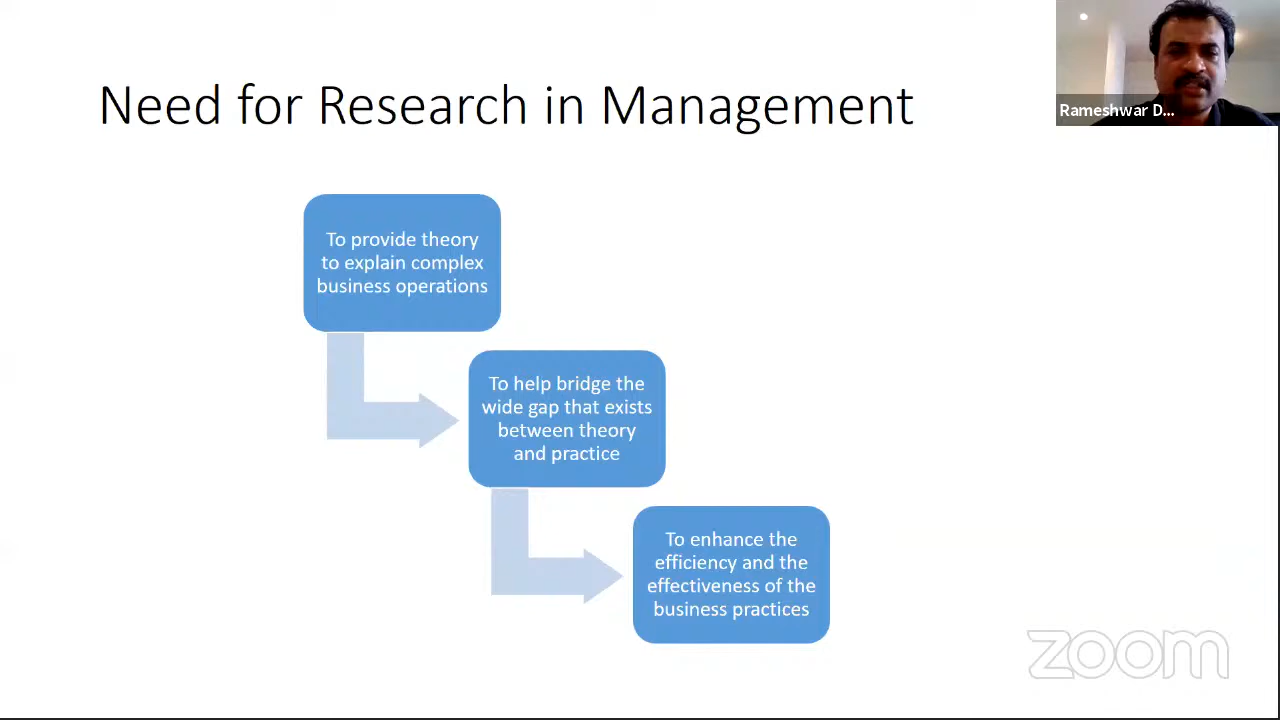 Need for Research in Management
Rameshwar D...
To provide theory
to explain complex
business operations
To help bridge the
wide gap that exists
between theory
and practice
To enhance the
efficiency and the
effectiveness of the
business practices
zoom